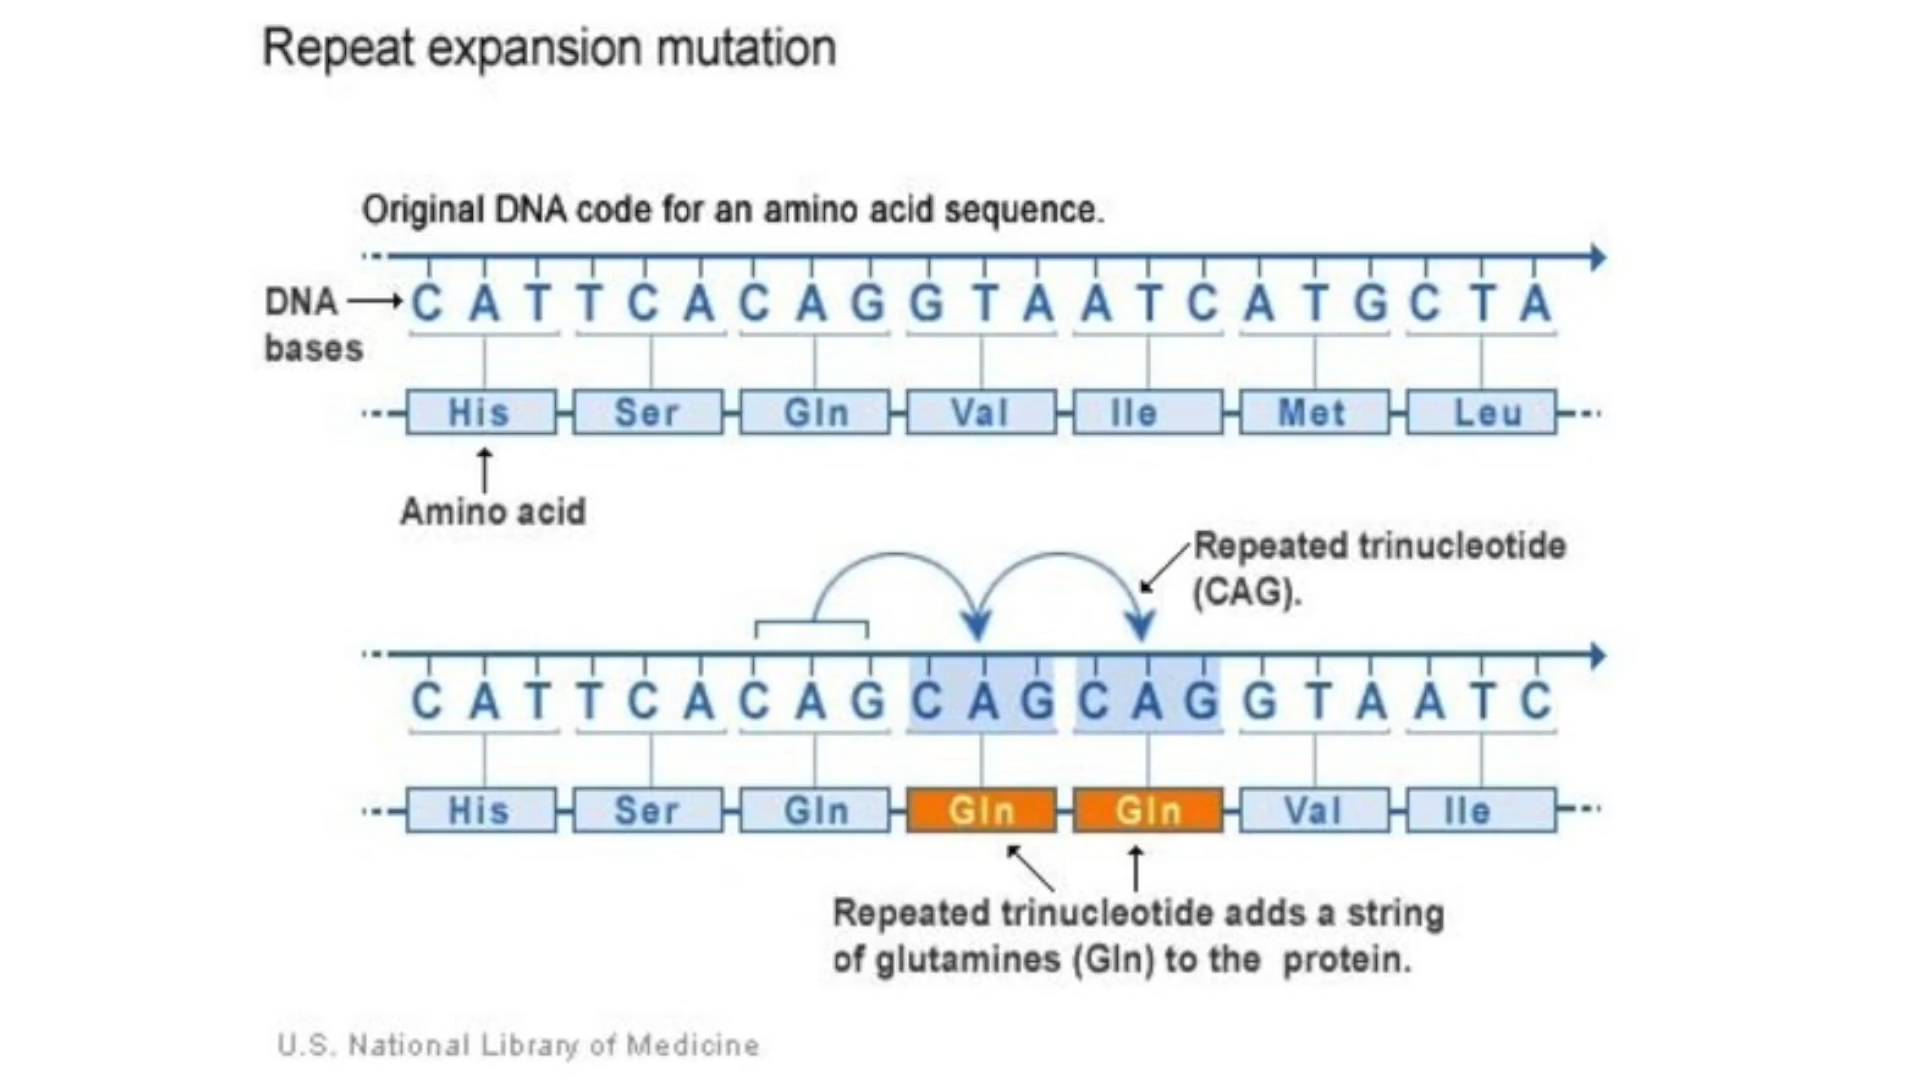 Repeat expansion mutation
Original DNA code for an amino acid sequence.
DNA bases
C A T T C A C A G G T A A T C A T G C T A
His Ser Gln Val Ile Met Leu
Amino acid
Repeated trinucleotide
(CAG).
C A T T C A C A G C A G C A G G T A A T C
His Ser Gln Gln Gln Val Ile
Repeated trinucleotide adds a string
of glutamines (Gln) to the protein.
U.S. National Library of Medicine